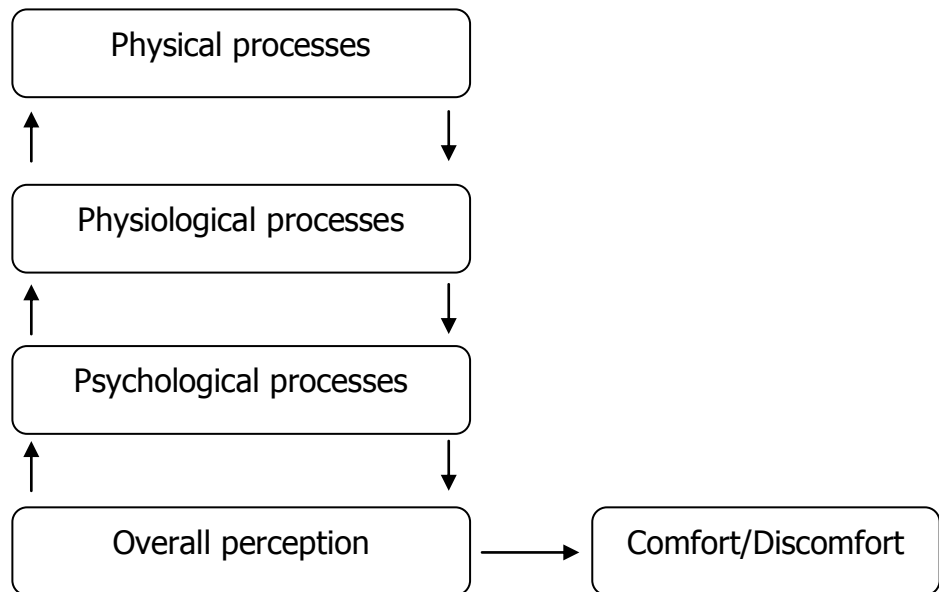 Physical processes
Physiological processes
Psychological processes
Overall perception
Comfort/Discomfort